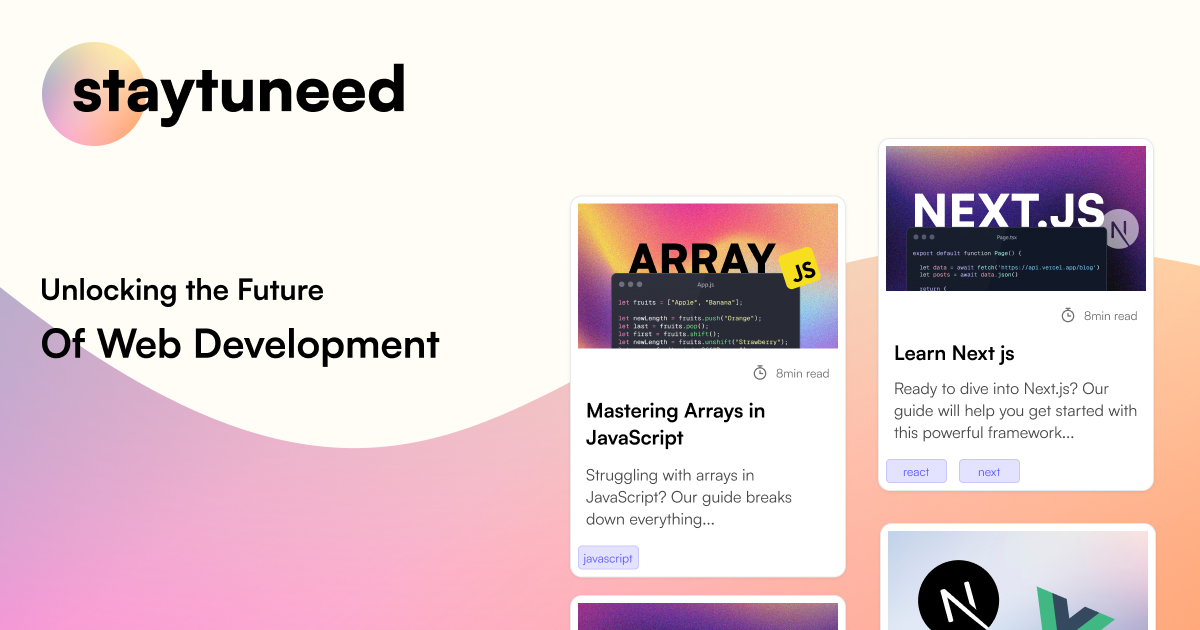 staytuneed
Unlocking the Future
Of Web Development
ARRAY
JS
App.js
let fruits = ["Apple", "Banana"];
let newLength = fruits.push("Orange");
let last = fruits.pop();
let first = fruits.shift();
let newLength = fruits.unshift("Strawberry");
8min read
Mastering Arrays in
JavaScript
Struggling with arrays in
JavaScript? Our guide breaks
down everything...
javascript
NEXT.JS
N
Page.tsx
export default function Page() {
let data = await fetch('https://api.vercel.app/blog')
let posts = await data.json()
return (
8min read
Learn Next js
Ready to dive into Next.js? Our
guide will help you get started with
this powerful framework...
react next
N